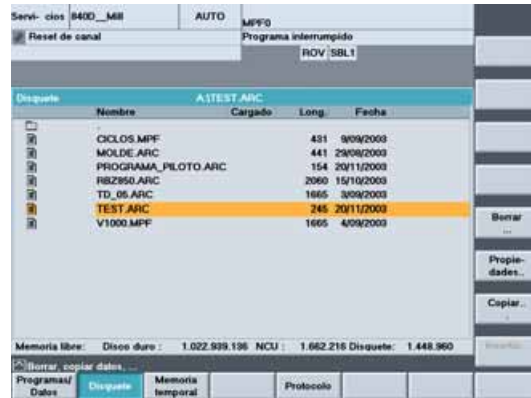 Servi- cios 840D__Mill AUTO MPF0
Reset de canal Programa interrumpido
ROV SBL1
Disquete A:\TEST.ARC
Nombre Cargado Long. Fecha
CICLOS.MPF 431 9/09/2003
MOLDE.ARC 441 29/08/2003
PROGRAMA_PILOTO.ARC 154 20/11/2003
RBZ850.ARC 2060 15/10/2003
TD_05.ARC 1665 3/09/2003
TEST.ARC 245 20/11/2003
V1000.MPF 1605 4/09/2003
Borrar
...
Propie-
dades..
Copiar..
Memoria libre: Disco duro : 1.022.939.136 NCU : 1.662.216 Disquete: 1.448.960
Borrar, copiar datos, ...
Programas/ Datos Disquete Memoria temporal Protocolo